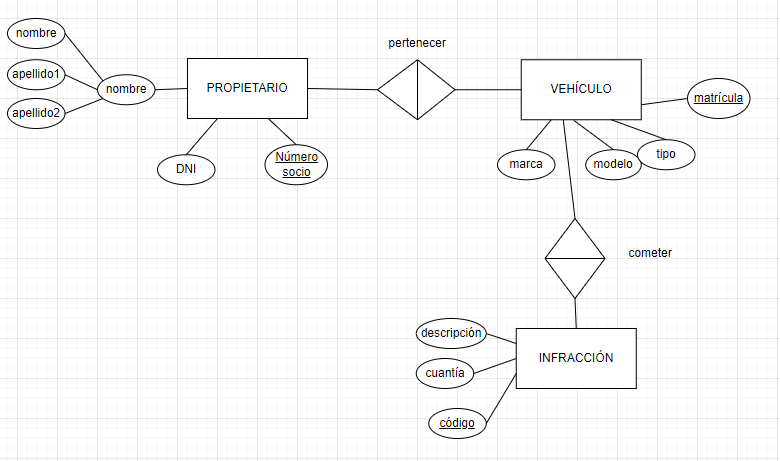 nombre
apellido1
apellido2
nombre
PROPIETARIO
DNI
Número
socio
pertenecer
VEHÍCULO
matrícula
marca
modelo
tipo
cometer
INFRACCIÓN
descripción
cuantía
código